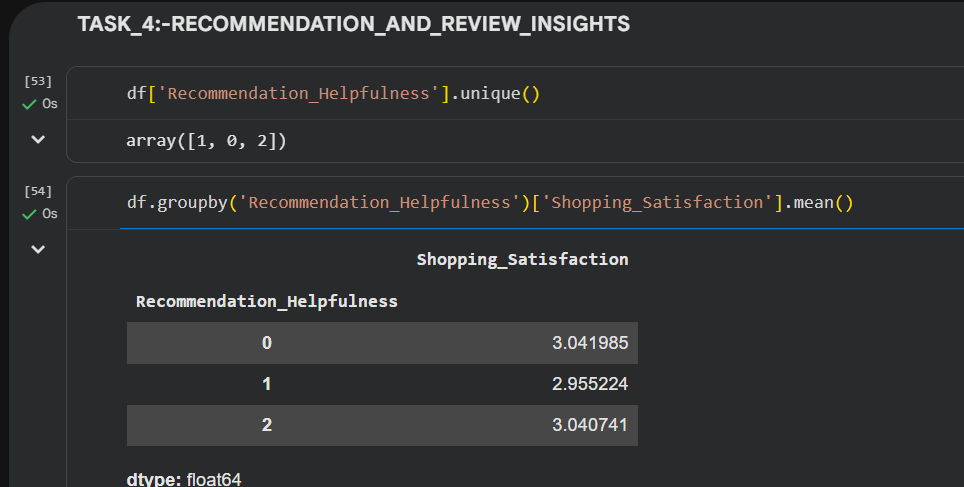 TASK_4:-RECOMMENDATION_AND_REVIEW_INSIGHTS
[53]
df['Recommendation_Helpfulness'].unique()
0s
array([1, 0, 2])
[54]
df.groupby('Recommendation_Helpfulness')['Shopping_Satisfaction'].mean()
0s
Shopping_Satisfaction
Recommendation_Helpfulness
0 3.041985
1 2.955224
2 3.040741
dtype: float64